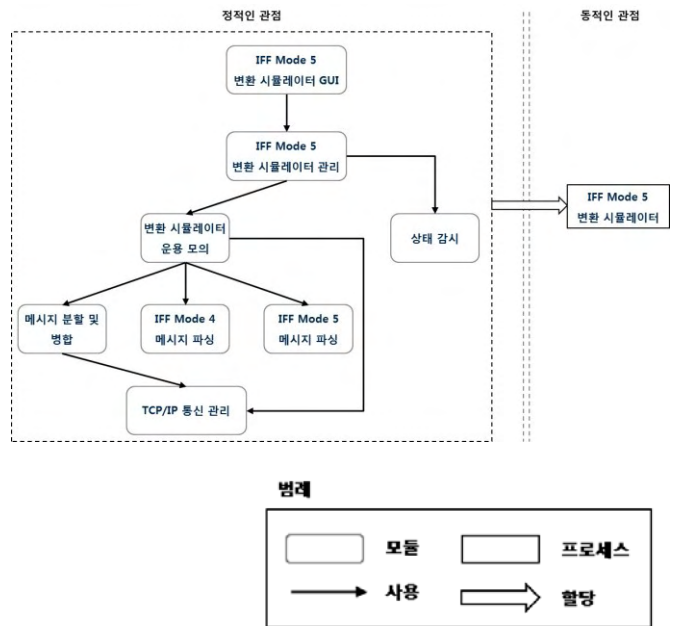 정적인 관점
동적인 관점
IFF Mode 5
변환 시뮬레이터 GUI
IFF Mode 5
변환 시뮬레이터 관리
변환 시뮬레이터
운용 모의
상태 감시
IFF Mode 5
변환 시뮬레이터
메시지 분할 및
병합
IFF Mode 4
메시지 파싱
IFF Mode 5
메시지 파싱
TCP/IP 통신 관리
범례
모듈
프로세스
사용
할당